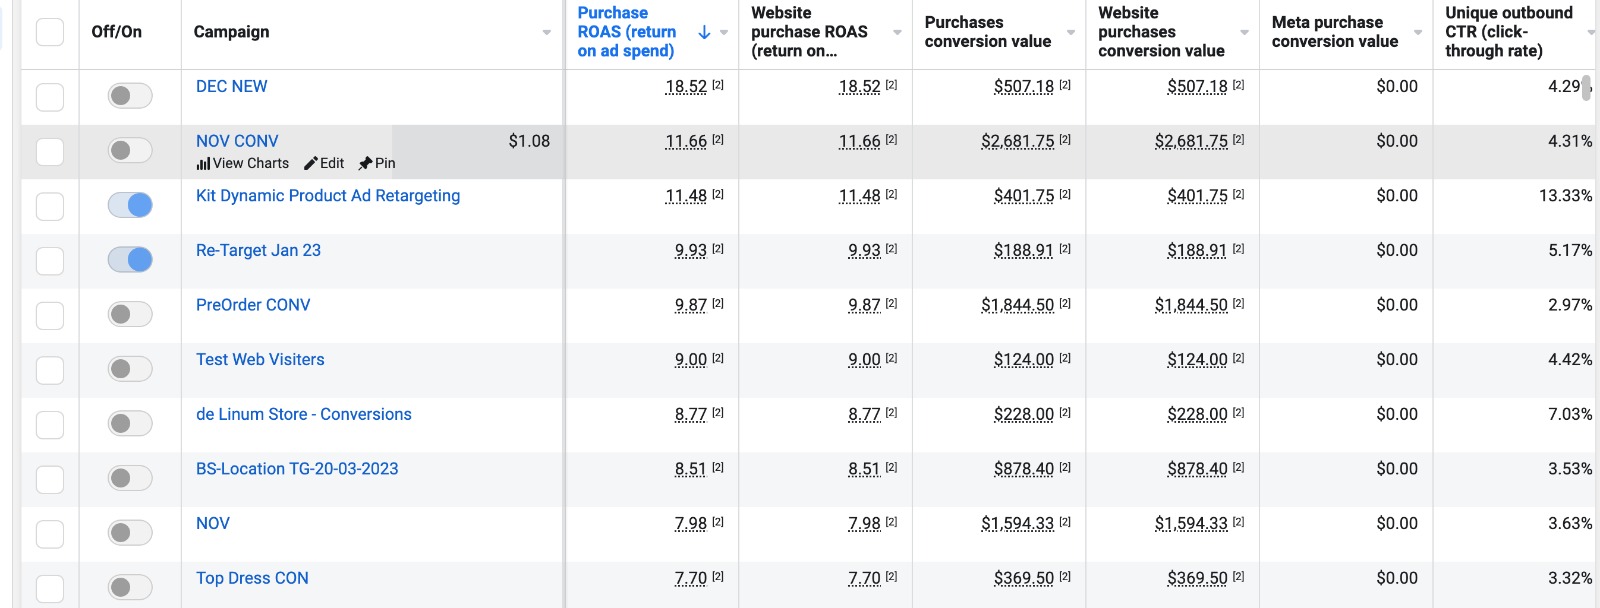 Off/On Campaign Purchase ROAS (return on ad spend) Website purchase ROAS (return on... Purchases conversion value Website purchases conversion value Meta purchase conversion value Unique outbound CTR (click-through rate)
DEC NEW 18.52 [2] 18.52 [2] $507.18 [2] $507.18 [2] $0.00 4.29%
NOV CONV $1.08 11.66 [2] 11.66 [2] $2,681.75 [2] $2,681.75 [2] $0.00 4.31%
View Charts Edit Pin
Kit Dynamic Product Ad Retargeting 11.48 [2] 11.48 [2] $401.75 [2] $401.75 [2] $0.00 13.33%
Re-Target Jan 23 9.93 [2] 9.93 [2] $188.91 [2] $188.91 [2] $0.00 5.17%
PreOrder CONV 9.87 [2] 9.87 [2] $1,844.50 [2] $1,844.50 [2] $0.00 2.97%
Test Web Visiters 9.00 [2] 9.00 [2] $124.00 [2] $124.00 [2] $0.00 4.42%
de Linum Store - Conversions 8.77 [2] 8.77 [2] $228.00 [2] $228.00 [2] $0.00 7.03%
BS-Location TG-20-03-2023 8.51 [2] 8.51 [2] $878.40 [2] $878.40 [2] $0.00 3.53%
NOV 7.98 [2] 7.98 [2] $1,594.33 [2] $1,594.33 [2] $0.00 3.63%
Top Dress CON 7.70 [2] 7.70 [2] $369.50 [2] $369.50 [2] $0.00 3.32%